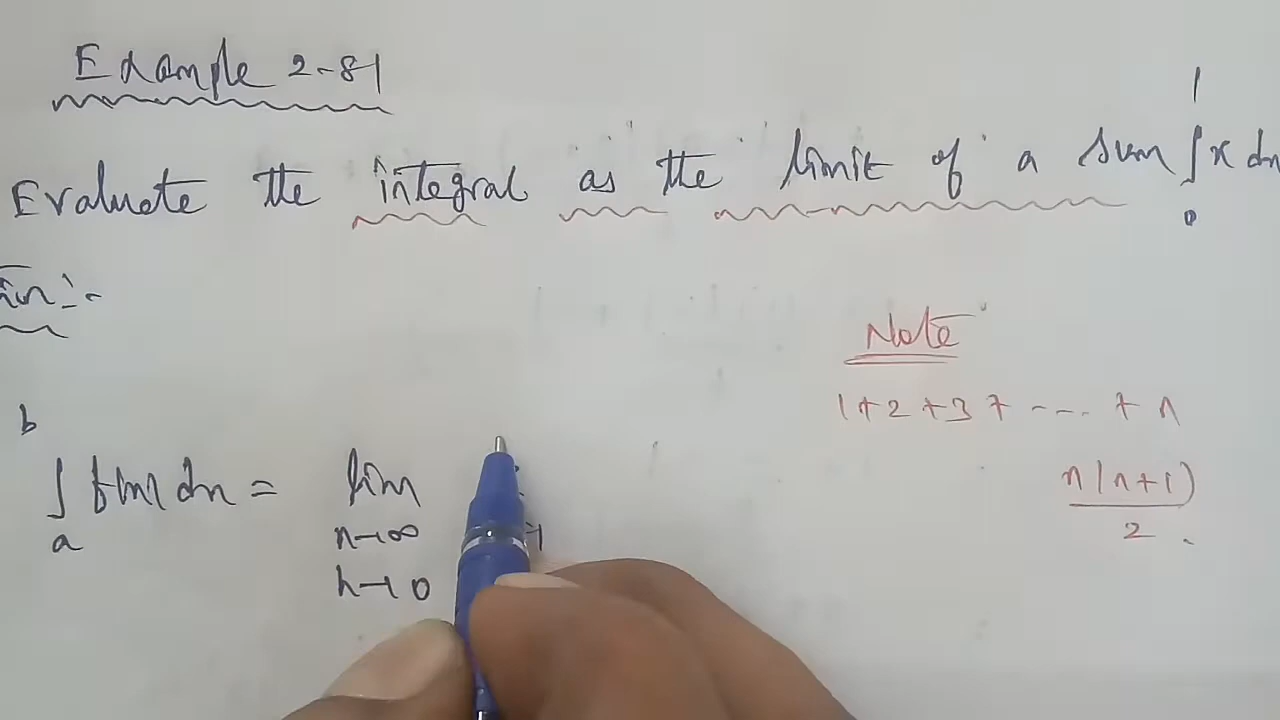 Example 2-81
Evaluate the integral as the limit of a sum ∫₀¹ x dx
Note
1+2+3+ ---- + n
n(n+1)/2 .
∫ₐᵇ f(x) dx = lim
n→∞
h→0